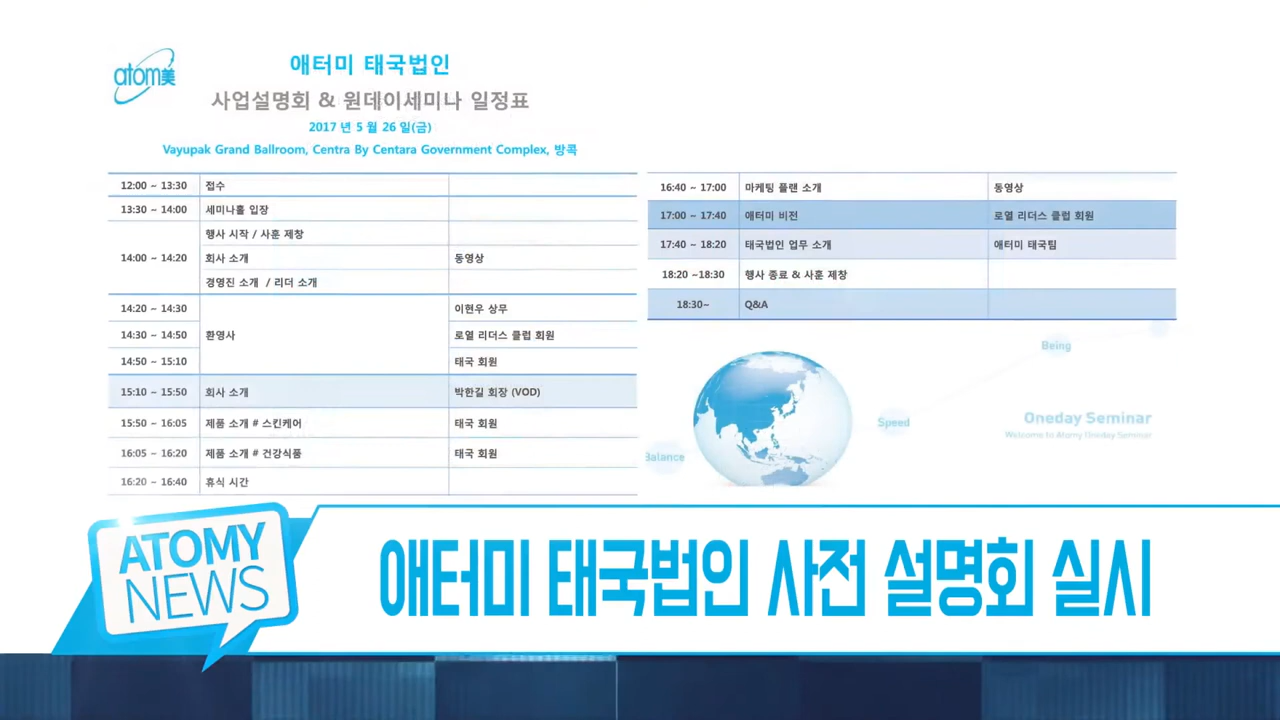 atom美
애터미 태국법인
사업설명회 & 원데이세미나 일정표
2017 년 5 월 26 일(금)
Vayupak Grand Ballroom, Centra By Centara Government Complex, 방콕
12:00 ~ 13:30 접수
13:30 ~ 14:00 세미나홀 입장
행사 시작 / 사훈 제창
14:00 ~ 14:20 회사 소개 동영상
경영진 소개 / 리더 소개
14:20 ~ 14:30 이현우 상무
14:30 ~ 14:50 환영사 로열 리더스 클럽 회원
14:50 ~ 15:10 태국 회원
15:10 ~ 15:50 회사 소개 박한길 회장 (VOD)
15:50 ~ 16:05 제품 소개 # 스킨케어 태국 회원
16:05 ~ 16:20 제품 소개 # 건강식품 태국 회원
16:20 ~ 16:40 휴식 시간
16:40 ~ 17:00 마케팅 플랜 소개 동영상
17:00 ~ 17:40 애터미 비전 로열 리더스 클럽 회원
17:40 ~ 18:20 태국법인 업무 소개 애터미 태국팀
18:20 ~18:30 행사 종료 & 사훈 제창
18:30~ Q&A
Being
Speed
Balance
Oneday Seminar
Welcome to Atomy Oneday Seminar
ATOMY
NEWS
애터미 태국법인 사전 설명회 실시